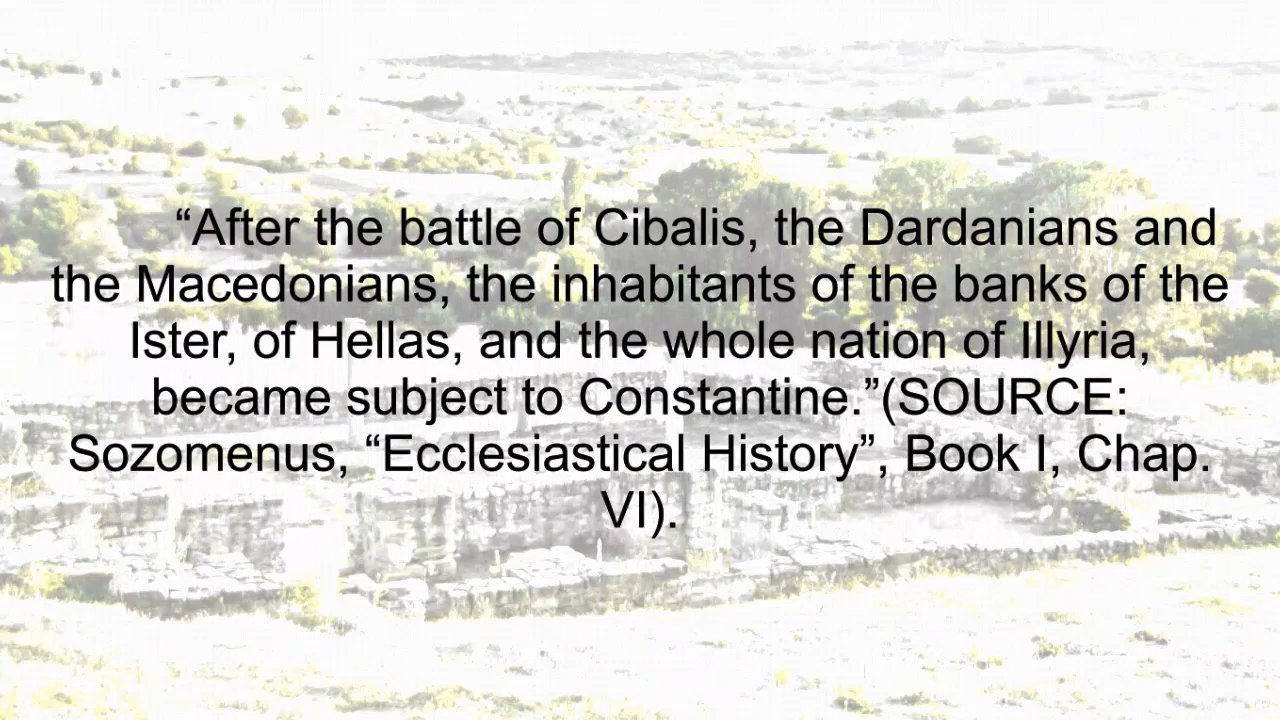 “After the battle of Cibalis, the Dardanians and
the Macedonians, the inhabitants of the banks of the
Ister, of Hellas, and the whole nation of Illyria,
became subject to Constantine.”(SOURCE:
Sozomenus, “Ecclesiastical History”, Book I, Chap.
VI).